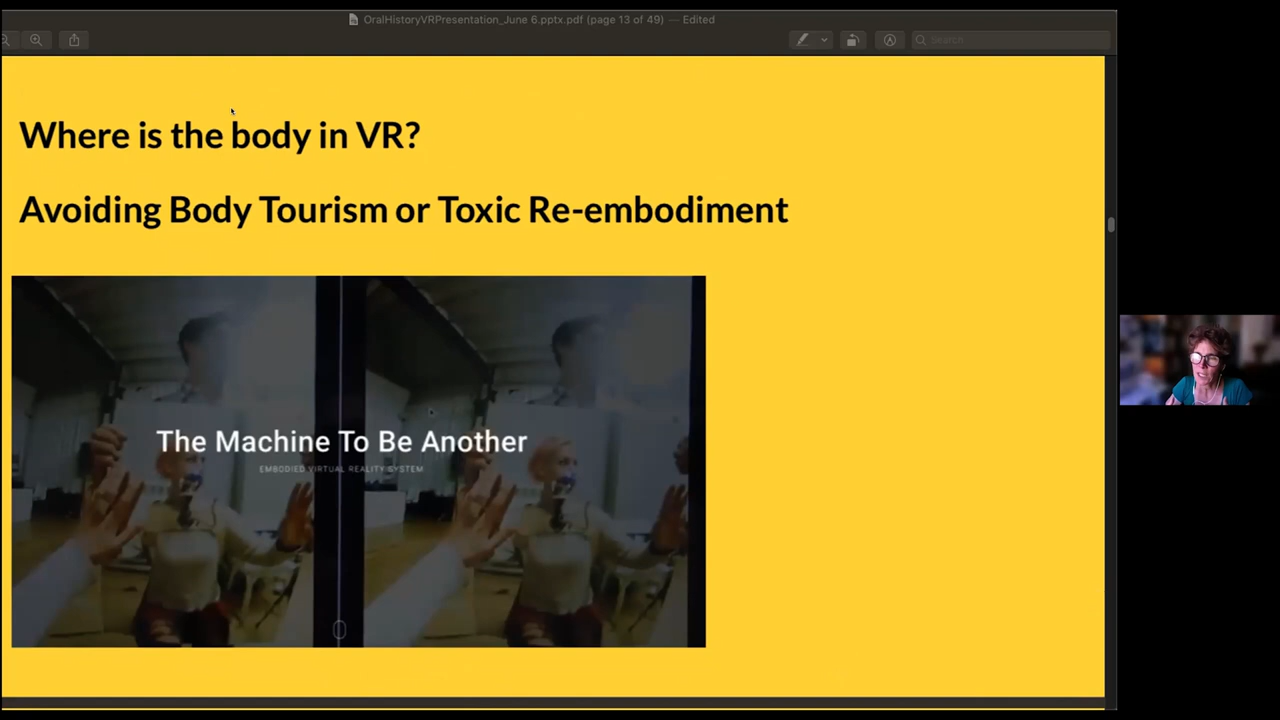 OralHistoryVRPresentation_June 6.pptx.pdf (page 13 of 49) — Edited
Search
Where is the body in VR?
Avoiding Body Tourism or Toxic Re-embodiment
The Machine To Be Another
EMBODIED VIRTUAL REALITY SYSTEM